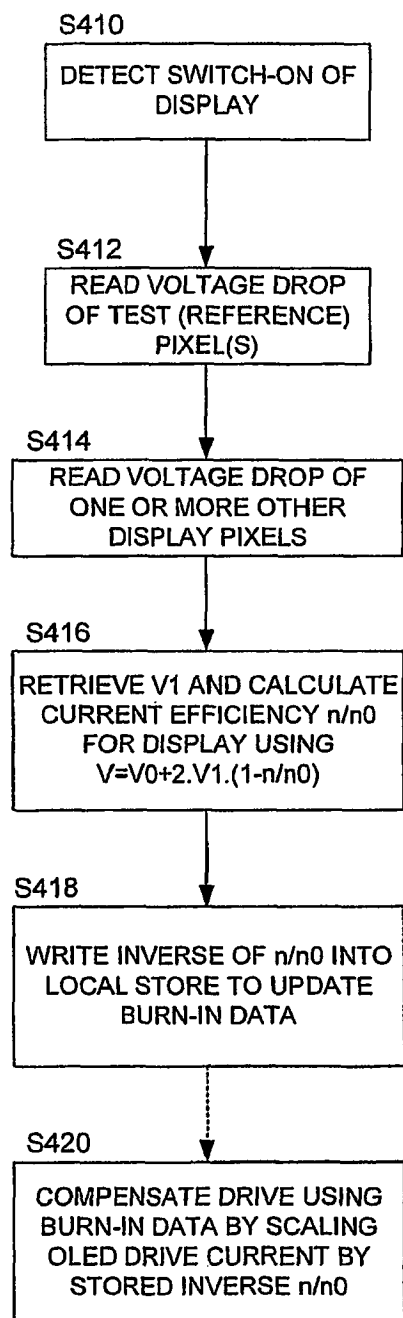 S410
DETECT SWITCH-ON OF
DISPLAY
S412
READ VOLTAGE DROP
OF TEST (REFERENCE)
PIXEL(S)
S414
READ VOLTAGE DROP OF
ONE OR MORE OTHER
DISPLAY PIXELS
S416
RETRIEVE V1 AND CALCULATE
CURRENT EFFICIENCY n/n0
FOR DISPLAY USING
V=V0+2.V1.(1-n/n0)
S418
WRITE INVERSE OF n/n0 INTO
LOCAL STORE TO UPDATE
BURN-IN DATA
S420
COMPENSATE DRIVE USING
BURN-IN DATA BY SCALING
OLED DRIVE CURRENT BY
STORED INVERSE n/n0